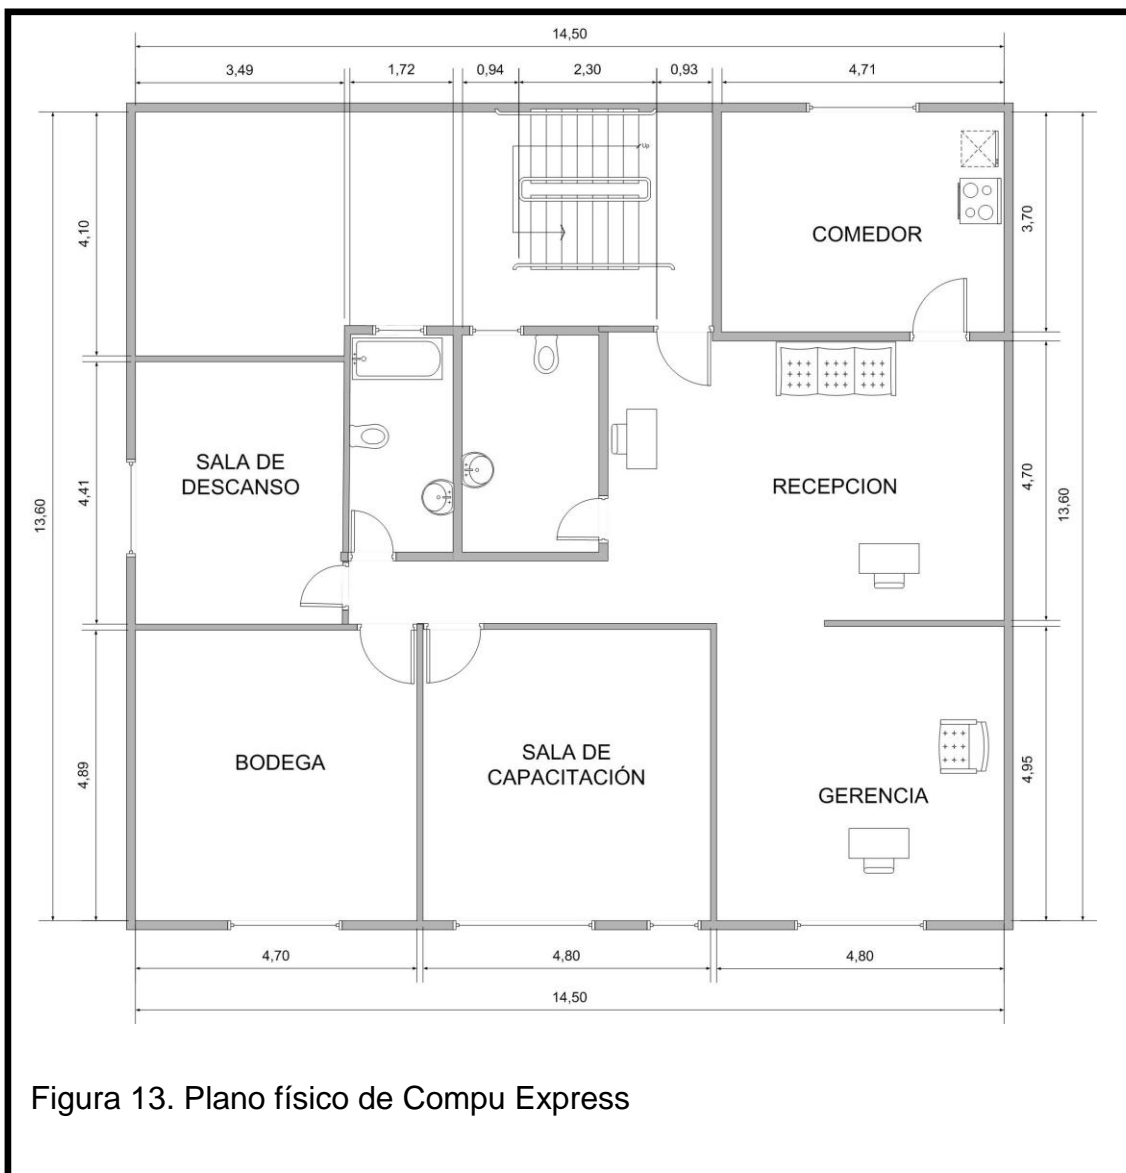 14,50
3,49
1,72
0,94
2,30
0,93
4,71
Up
4,10
3,70
COMEDOR
SALA DE
DESCANSO
4,41
RECEPCION
4,70
13,60
13,60
BODEGA
SALA DE
CAPACITACIÓN
4,89
GERENCIA
4,95
4,70
4,80
4,80
14,50
Figura 13. Plano físico de Compu Express